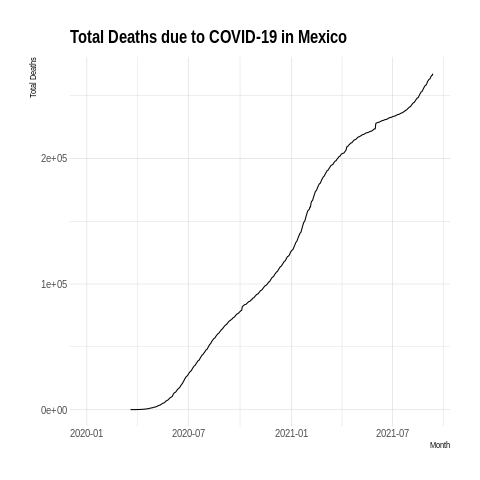 Total Deaths due to COVID-19 in Mexico
Total Deaths
2e+05
1e+05
0e+00
2020-01 2020-07 2021-01 2021-07
Month